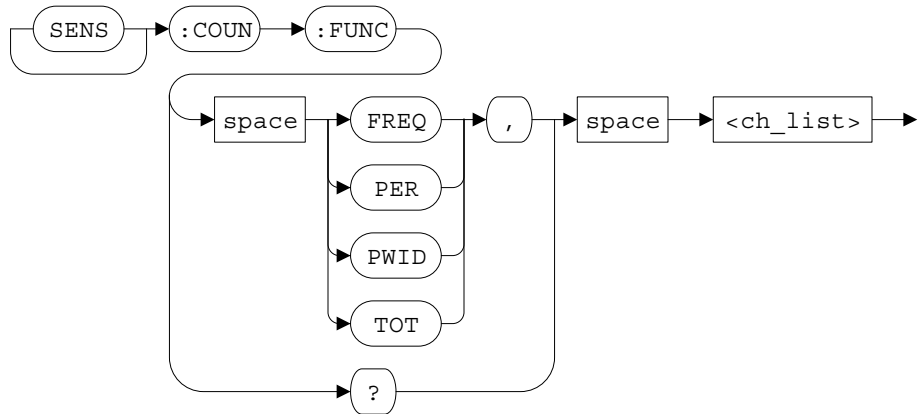 SENS :COUN :FUNC
space FREQ , space <ch_list>
PER
PWID
TOT
?